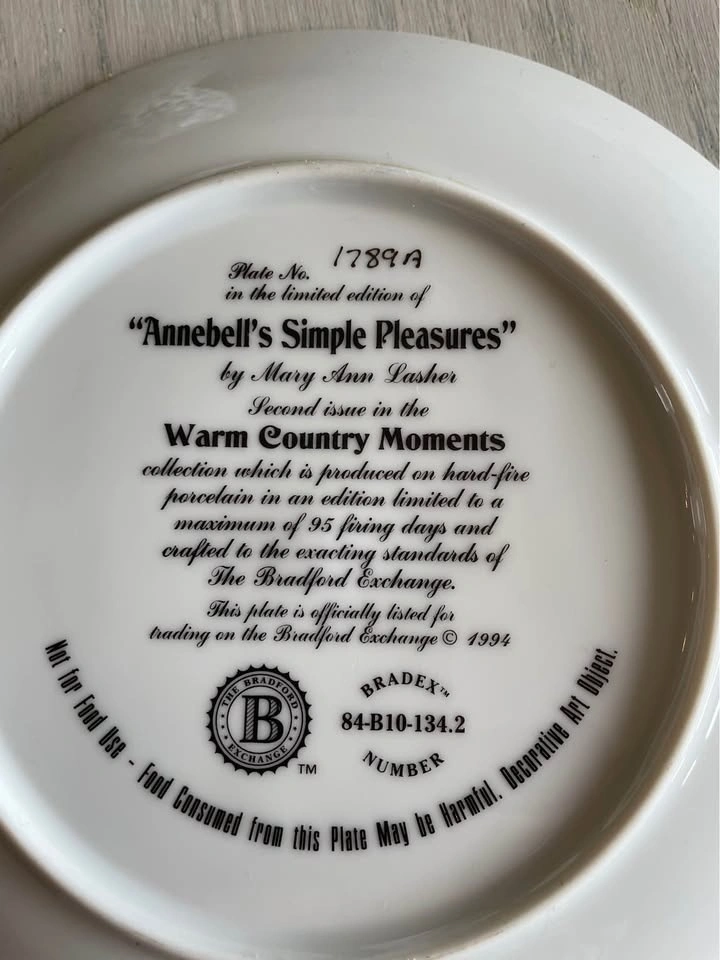 Plate No. 1789A
in the limited edition of
“Annebell's Simple Pleasures”
by Mary Ann Lasher
Second issue in the
Warm Country Moments
collection which is produced on hard-fire
porcelain in an edition limited to a
maximum of 95 firing days and
crafted to the exacting standards of
The Bradford Exchange.
This plate is officially listed for
trading on the Bradford Exchange © 1994
THE BRADFORD
B
EXCHANGE
TM
BRADEX™
84-B10-134.2
NUMBER
Not for Food Use - Food Consumed from this Plate May be Harmful. Decorative Art Object.